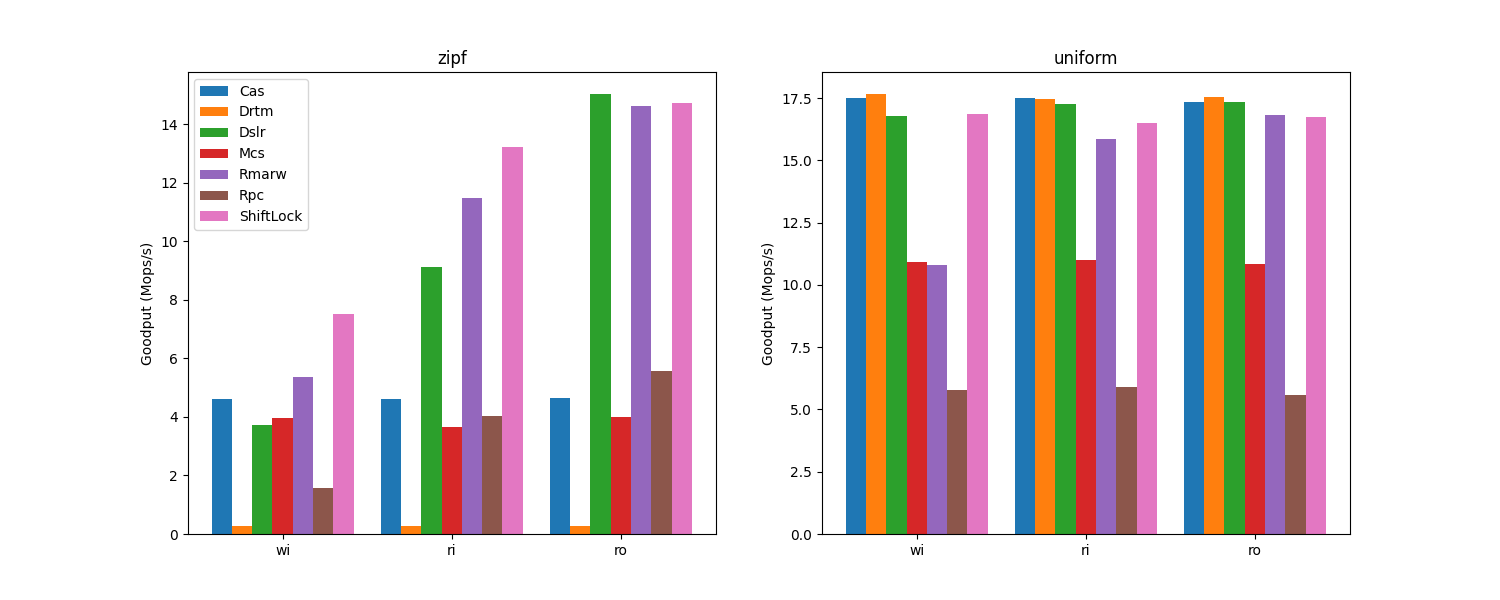 zipf
Goodput (Mops/s)
14
12
10
8
6
4
2
0
Cas
Drtm
Dslr
Mcs
Rmarw
Rpc
ShiftLock
wi
ri
ro
uniform
Goodput (Mops/s)
17.5
15.0
12.5
10.0
7.5
5.0
2.5
0.0
wi
ri
ro